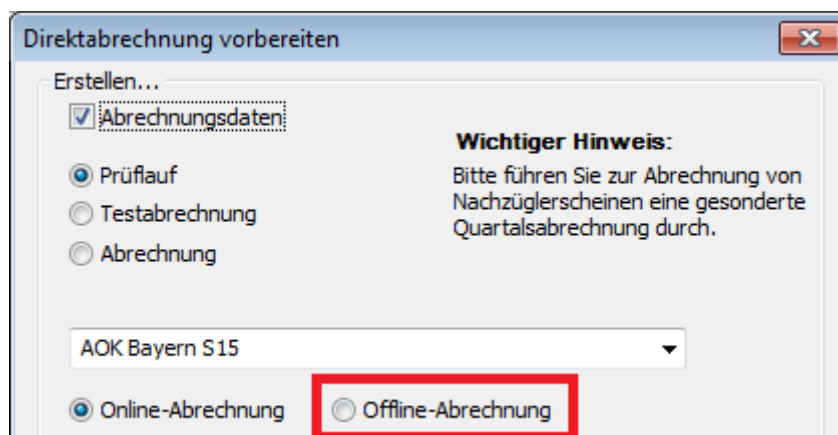 Direktabrechnung vorbereiten
Erstellen...
Abrechnungsdaten
Wichtiger Hinweis:
Prüflauf
Bitte führen Sie zur Abrechnung von
Nachzüglerscheinen eine gesonderte
Quartalsabrechnung durch.
Testabrechnung
Abrechnung
AOK Bayern S15
Online-Abrechnung
Offline-Abrechnung